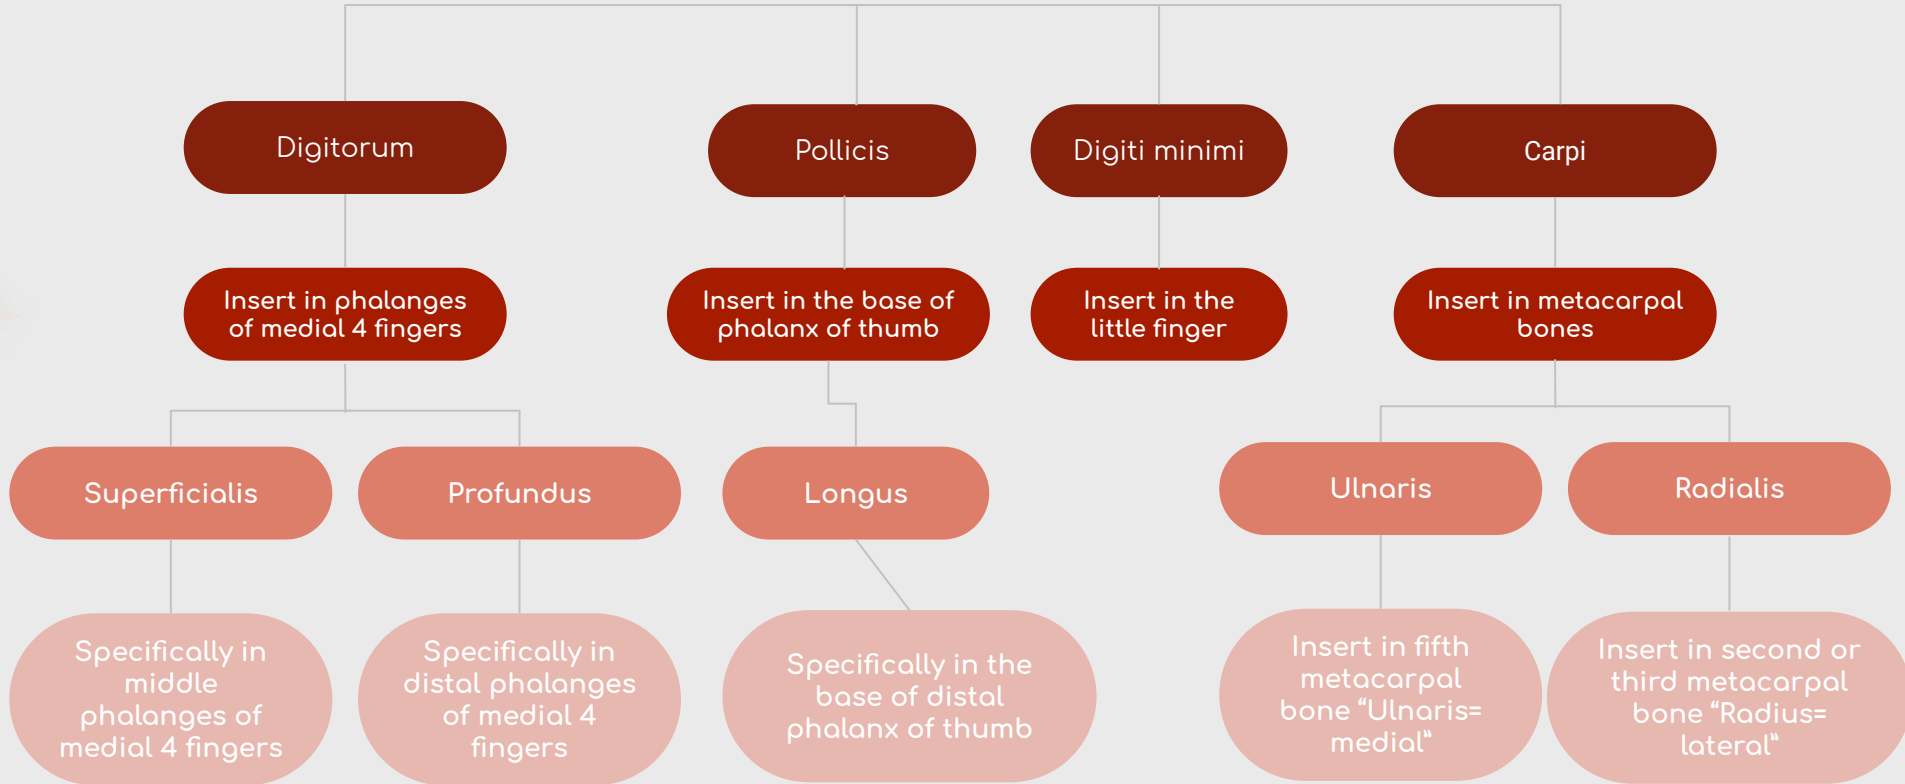 Digitorum
Pollicis
Digiti minimi
Carpi
Insert in phalanges
of medial 4 fingers
Insert in the base of
phalanx of thumb
Insert in the
little finger
Insert in metacarpal
bones
Superficialis
Profundus
Longus
Ulnaris
Radialis
Specifically in
middle
phalanges of
medial 4 fingers
Specifically in
distal phalanges
of medial 4
fingers
Specifically in the
base of distal
phalanx of thumb
Insert in fifth
metacarpal
bone “Ulnaris=
medial”
Insert in second or
third metacarpal
bone “Radius=
lateral”